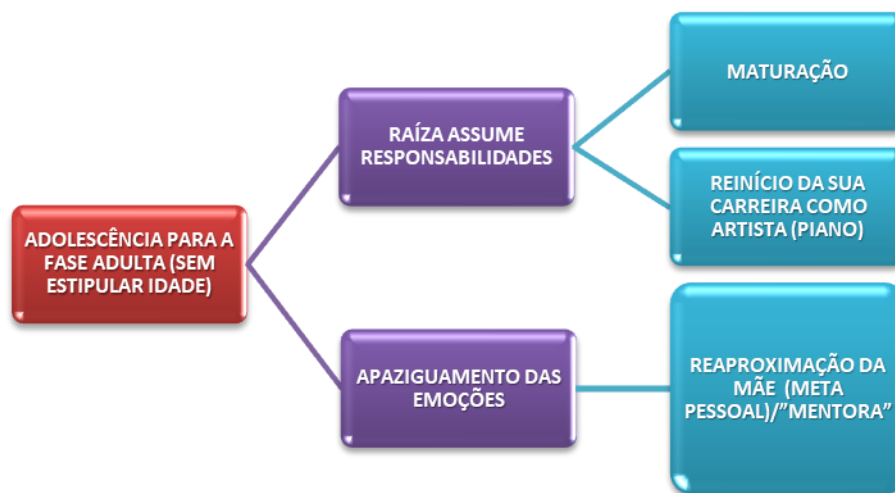 ADOLESCÊNCIA PARA A
FASE ADULTA (SEM
ESTIPULAR IDADE)
RAÍZA ASSUME
RESPONSABILIDADES
MATURAÇÃO
REINÍCIO DA SUA
CARREIRA COMO
ARTISTA (PIANO)
APAZIGUAMENTO DAS
EMOÇÕES
REAPROXIMAÇÃO DA
MÃE (META
PESSOAL)/”MENTORA”